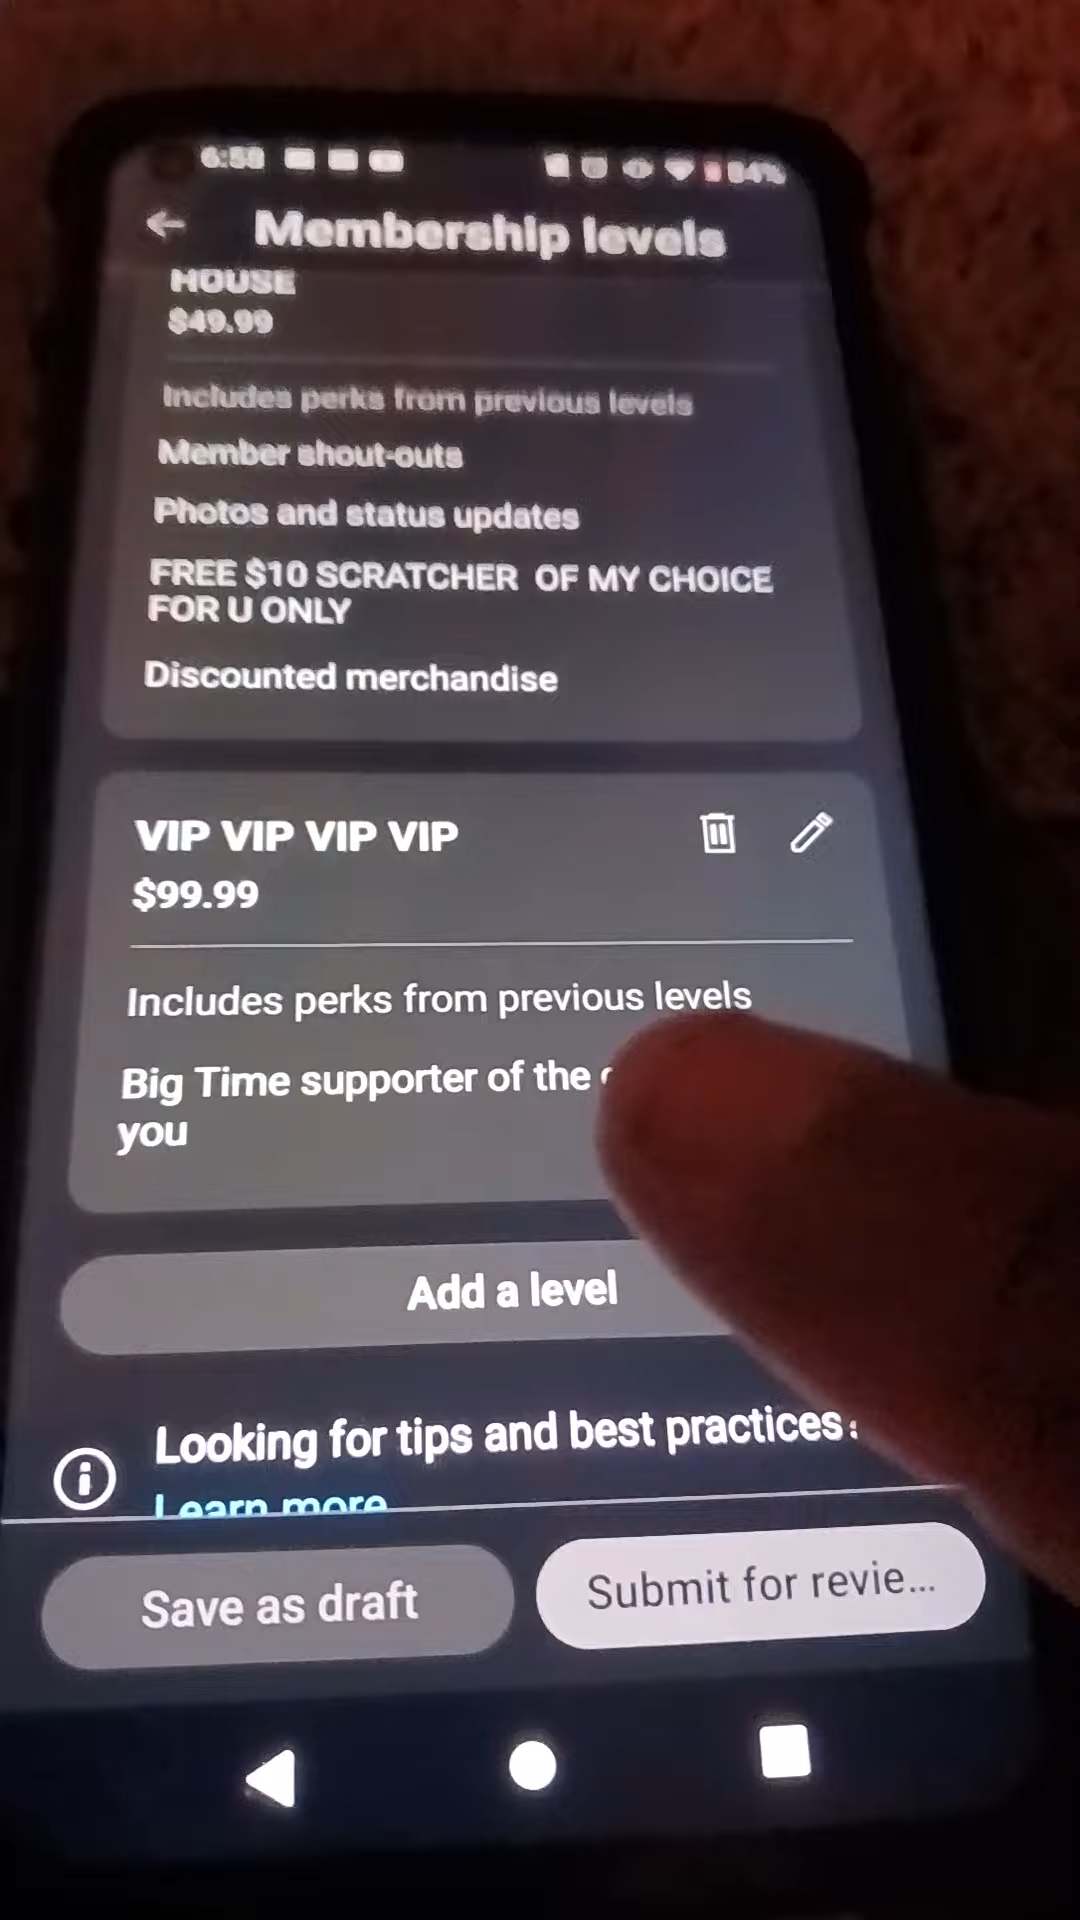 6:58
84%
Membership levels
HOUSE
$49.99
Includes perks from previous levels
Member shout-outs
Photos and status updates
FREE $10 SCRATCHER OF MY CHOICE
FOR U ONLY
Discounted merchandise
VIP VIP VIP VIP
$99.99
Includes perks from previous levels
Big Time supporter of the
you
Add a level
Looking for tips and best practices
Learn more
Save as draft
Submit for revie...